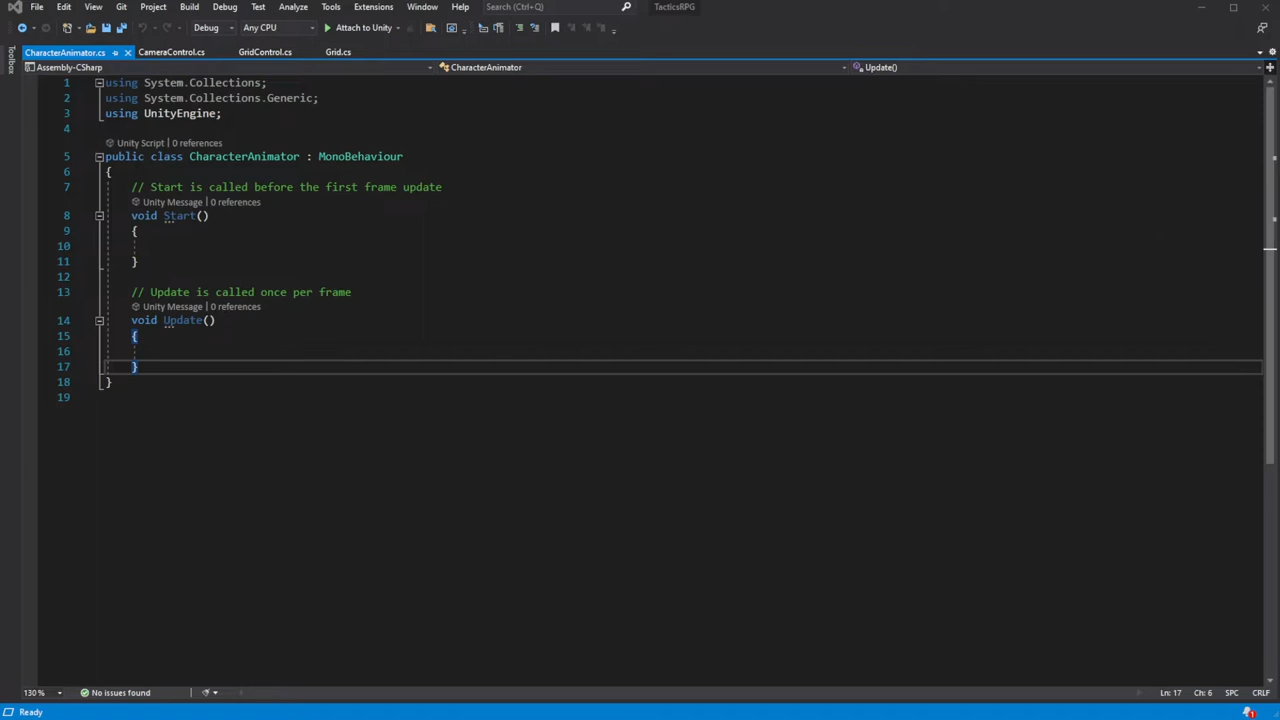 File Edit View Git Project Build Debug Test Analyze Tools Extensions Window Help Search (Ctrl+Q) TacticsRPG
Debug Any CPU Attach to Unity
Toolbox
CharacterAnimator.cs CameraControl.cs GridControl.cs Grid.cs
Assembly-CSharp CharacterAnimator Update()
1 using System.Collections;
2 using System.Collections.Generic;
3 using UnityEngine;
4
Unity Script | 0 references
5 public class CharacterAnimator : MonoBehaviour
6 {
7 // Start is called before the first frame update
Unity Message | 0 references
8 void Start()
9 {
10
11 }
12
13 // Update is called once per frame
Unity Message | 0 references
14 void Update()
15 {
16
17 }
18 }
19
130 % No issues found Ln: 17 Ch: 6 SPC CRLF
Ready 1